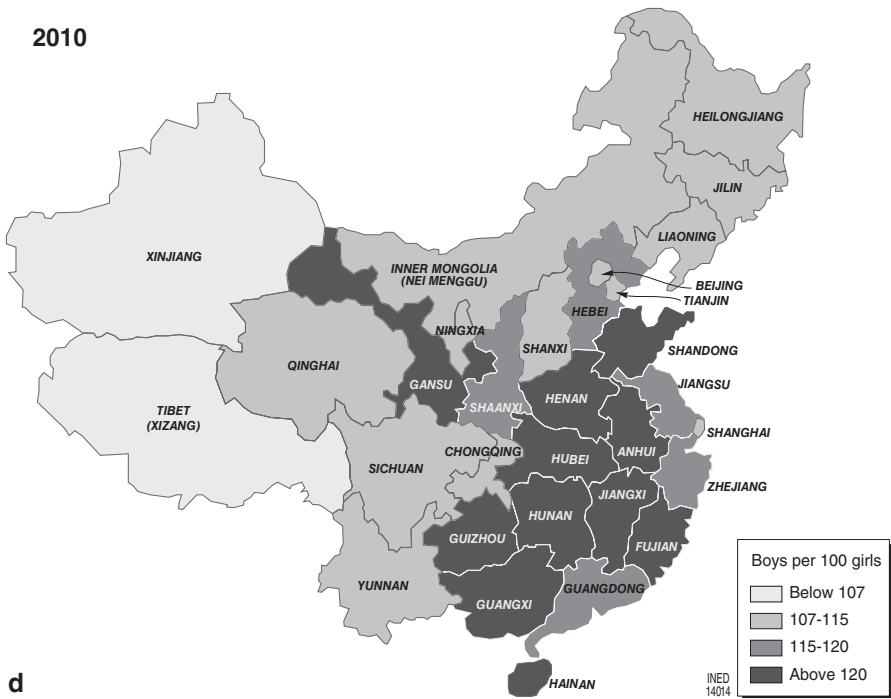 2010
HEILONGJIANG
JILIN
LIAONING
XINJIANG
INNER MONGOLIA
(NEI MENGGU)
BEIJING
TIANJIN
HEBEI
NINGXIA
SHANXI
SHANDONG
QINGHAI
GANSU
JIANGSU
SHAANXI
HENAN
TIBET
(XIZANG)
SHANGHAI
CHONGQING
ANHUI
HUBEI
SICHUAN
ZHEJIANG
JIANGXI
HUNAN
GUIZHOU
FUJIAN
YUNNAN
GUANGDONG
GUANGXI
HAINAN
Boys per 100 girls
Below 107
107-115
115-120
Above 120
INED
14014
d